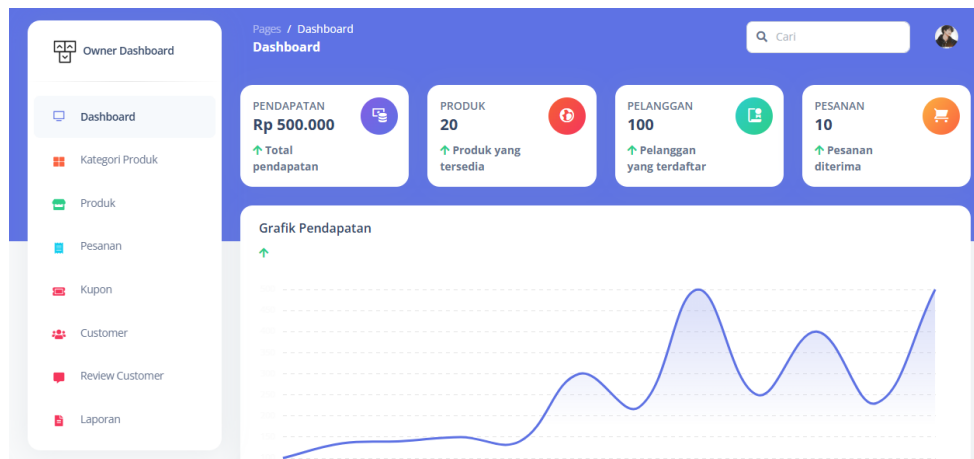 Owner Dashboard
Dashboard
Kategori Produk
Produk
Pesanan
Kupon
Customer
Review Customer
Laporan
Pages / Dashboard
Dashboard
Cari
PENDAPATAN
Rp 500.000
Total
pendapatan
PRODUK
20
Produk yang
tersedia
PELANGGAN
100
Pelanggan
yang terdaftar
PESANAN
10
Pesanan
diterima
Grafik Pendapatan